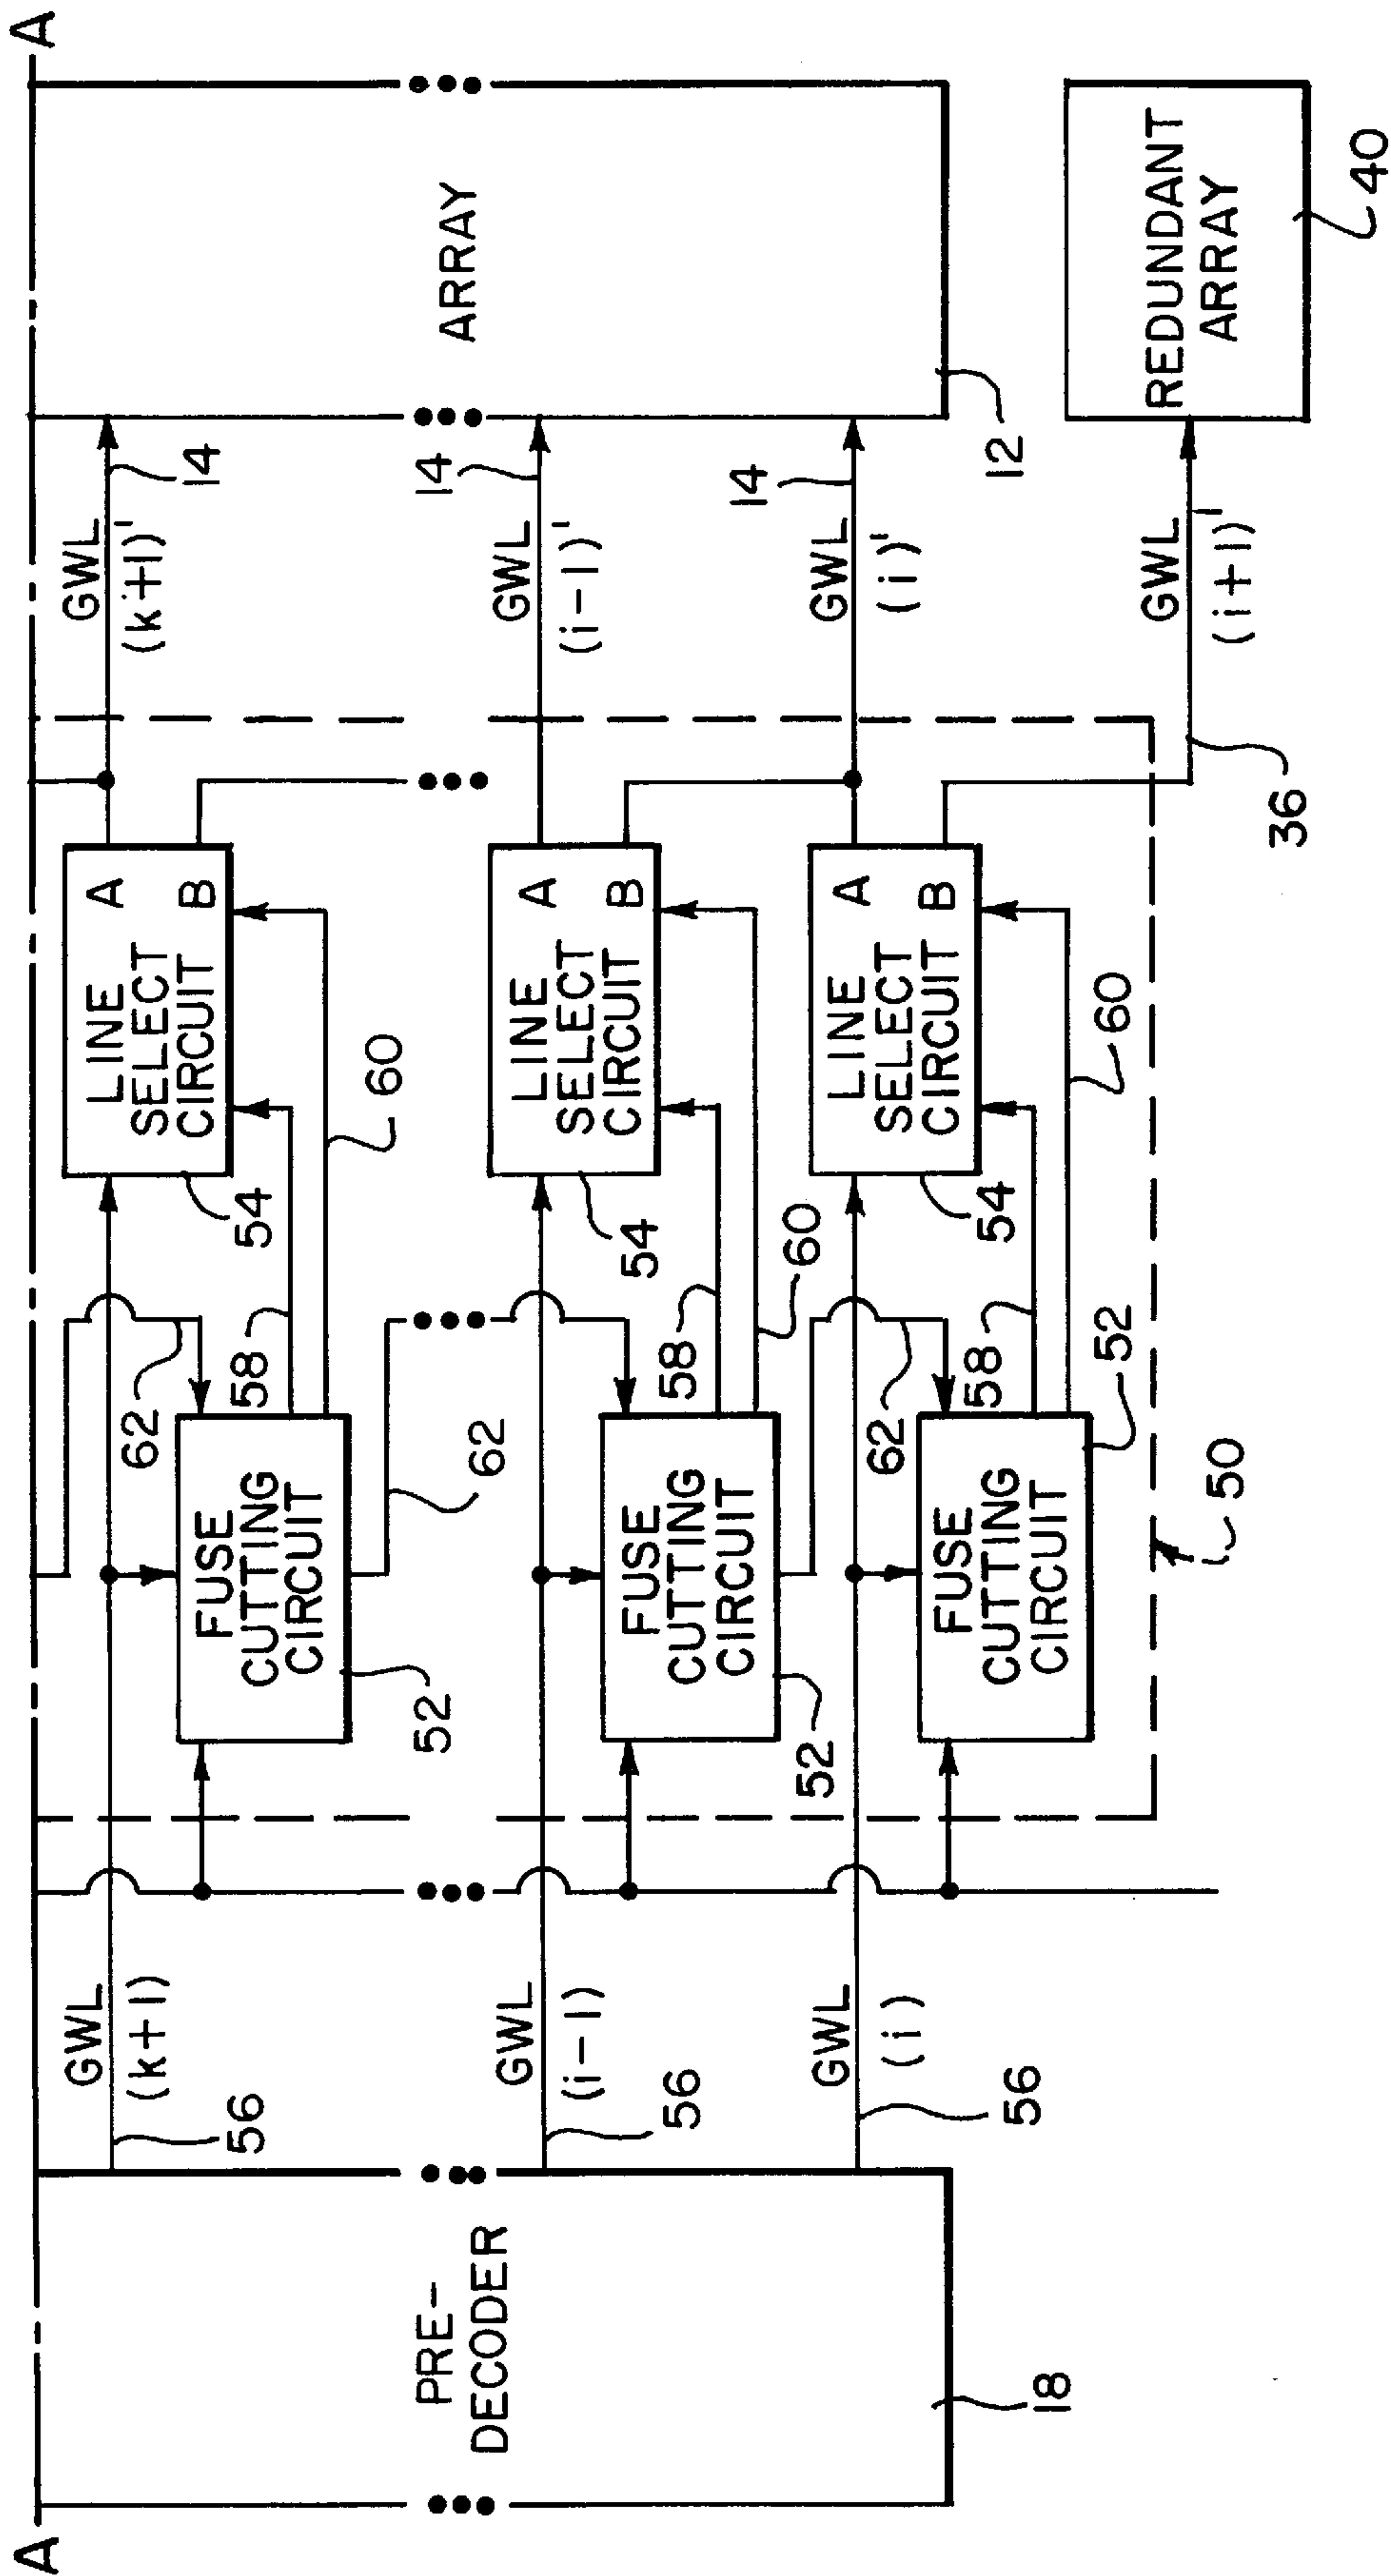 A
A
PRE-
DECODER
18
GWL
(k+1)
56
GWL
(i-1)
56
GWL
(i)
56
FUSE
CUTTING
CIRCUIT
52
62
58
60
62
LINE
SELECT
CIRCUIT
A
B
54
GWL
(k+1)'
14
FUSE
CUTTING
CIRCUIT
52
58
60
62
LINE
SELECT
CIRCUIT
A
B
54
GWL
(i-1)'
14
FUSE
CUTTING
CIRCUIT
52
58
60
LINE
SELECT
CIRCUIT
A
B
54
GWL
(i)'
14
50
36
GWL
(i+1)'
ARRAY
12
REDUNDANT
ARRAY
40